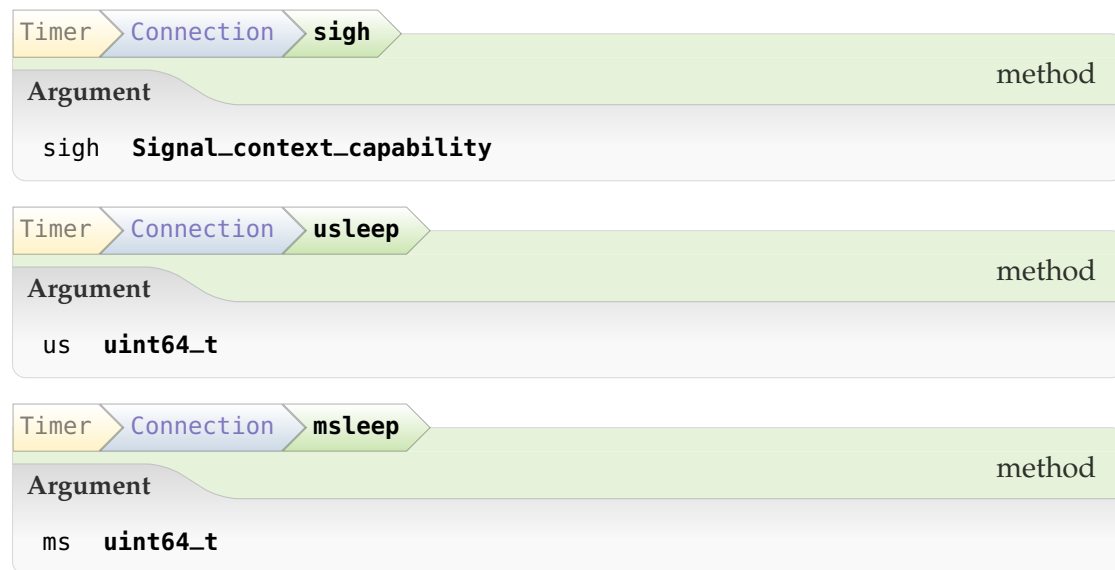 Timer Connection sigh
method
Argument
sigh Signal_context_capability
Timer Connection usleep
method
Argument
us uint64_t
Timer Connection msleep
method
Argument
ms uint64_t